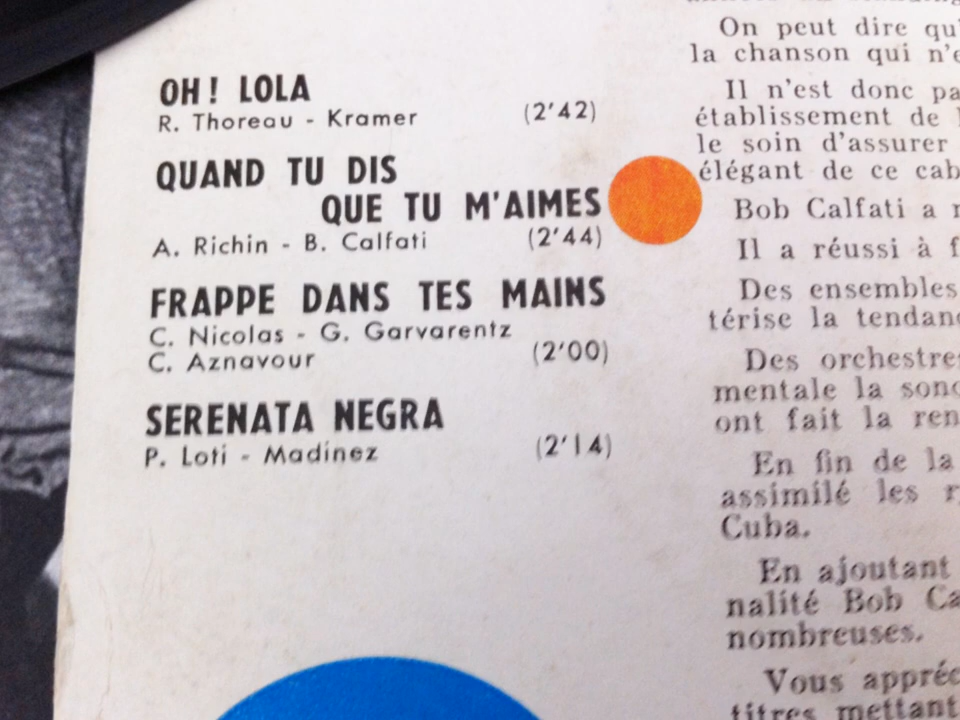 OH! LOLA
R. Thoreau - Kramer (2'42)
QUAND TU DIS
QUE TU M'AIMES
A. Richin - B. Calfati (2'44)
FRAPPE DANS TES MAINS
C. Nicolas - G. Garvarentz
C. Aznavour (2'00)
SERENATA NEGRA
P. Loti - Madinez (2'14)
On peut dire qu'
la chanson qui n'e
Il n'est donc pa
établissement de l
le soin d'assurer
élégant de ce cab
Bob Calfati a
Il a réussi à f
Des ensembles
térise la tendanc
Des orchestre
mentale la sono
ont fait la ren
En fin de la
assimilé les r
Cuba.
En ajoutant
nalité Bob Ca
nombreuses.
Vous appréc
titres mettant